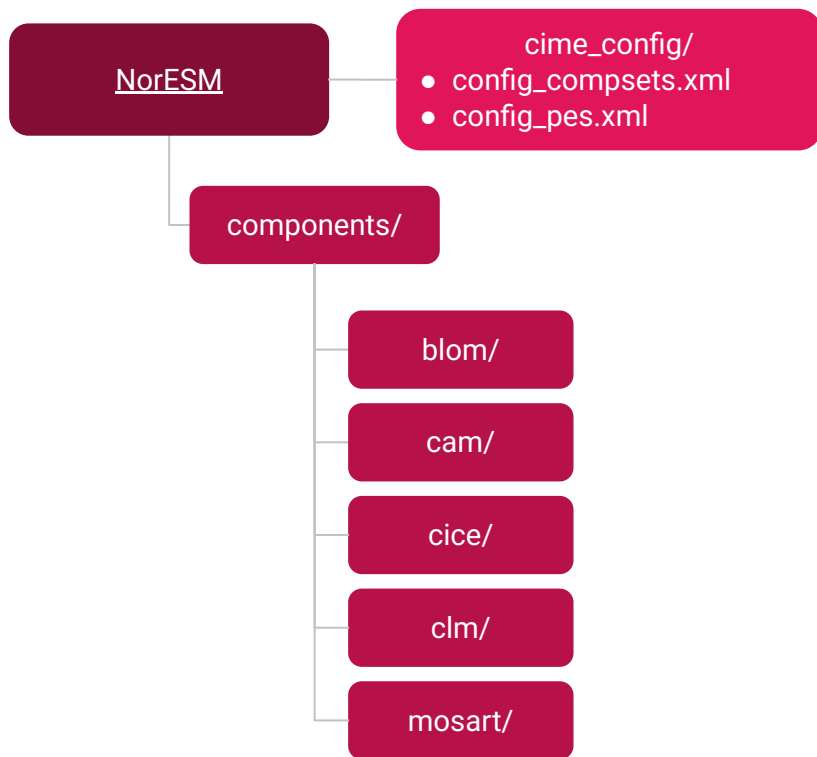 NorESM
cime_config/
● config_compsets.xml
● config_pes.xml
components/
blom/
cam/
cice/
clm/
mosart/